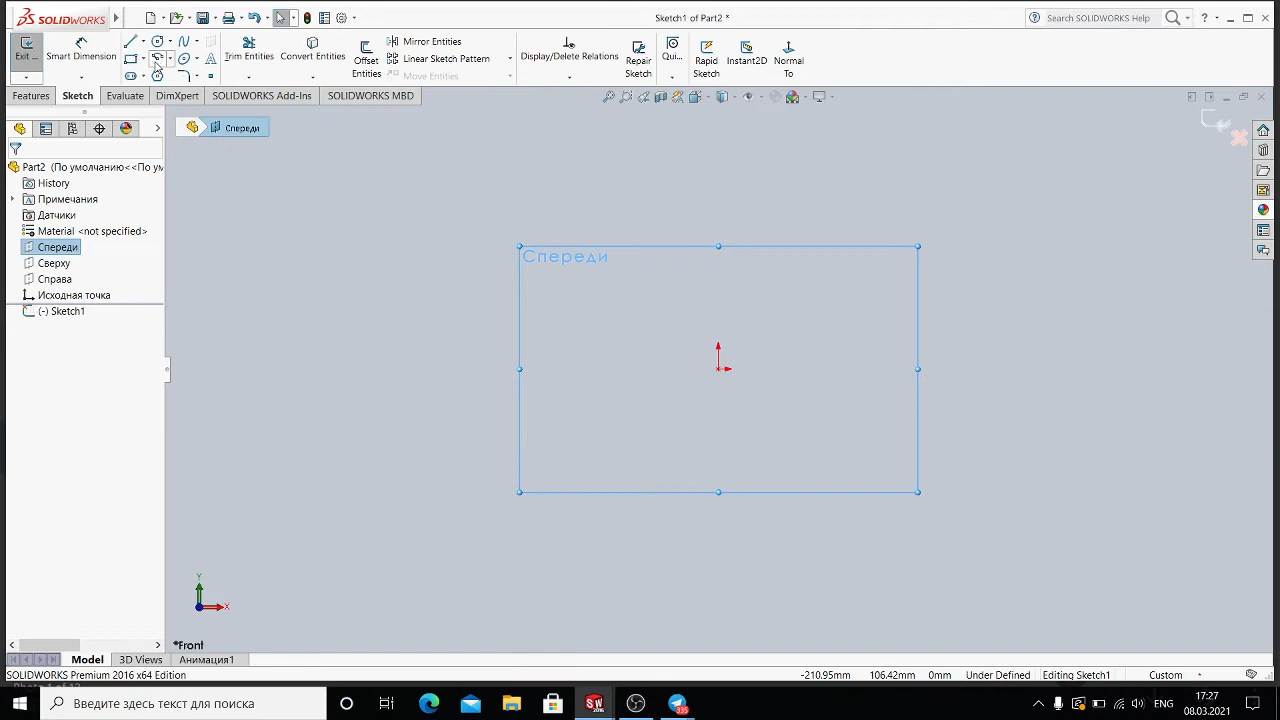 SOLIDWORKS
Sketch1 of Part2 *
Search SOLIDWORKS Help
Exit ...
Smart Dimension
Trim Entities
Convert Entities
Offset Entities
Mirror Entities
Linear Sketch Pattern
Move Entities
Display/Delete Relations
Repair Sketch
Qui...
Rapid Sketch
Instant2D
Normal To
Features
Sketch
Evaluate
DimXpert
SOLIDWORKS Add-Ins
SOLIDWORKS MBD
Спереди
Part2 (По умолчанию<<По ум
History
Примечания
Датчики
Material <not specified>
Спереди
Сверху
Справа
Исходная точка
(-) Sketch1
Спереди
Y
X
*Front
Model
3D Views
Анимация1
SOLIDWORKS Premium 2016 x64 Edition
-210.95mm
106.42mm
0mm
Under Defined
Editing Sketch1
Custom
Введите здесь текст для поиска
335
ENG
17:27
08.03.2021